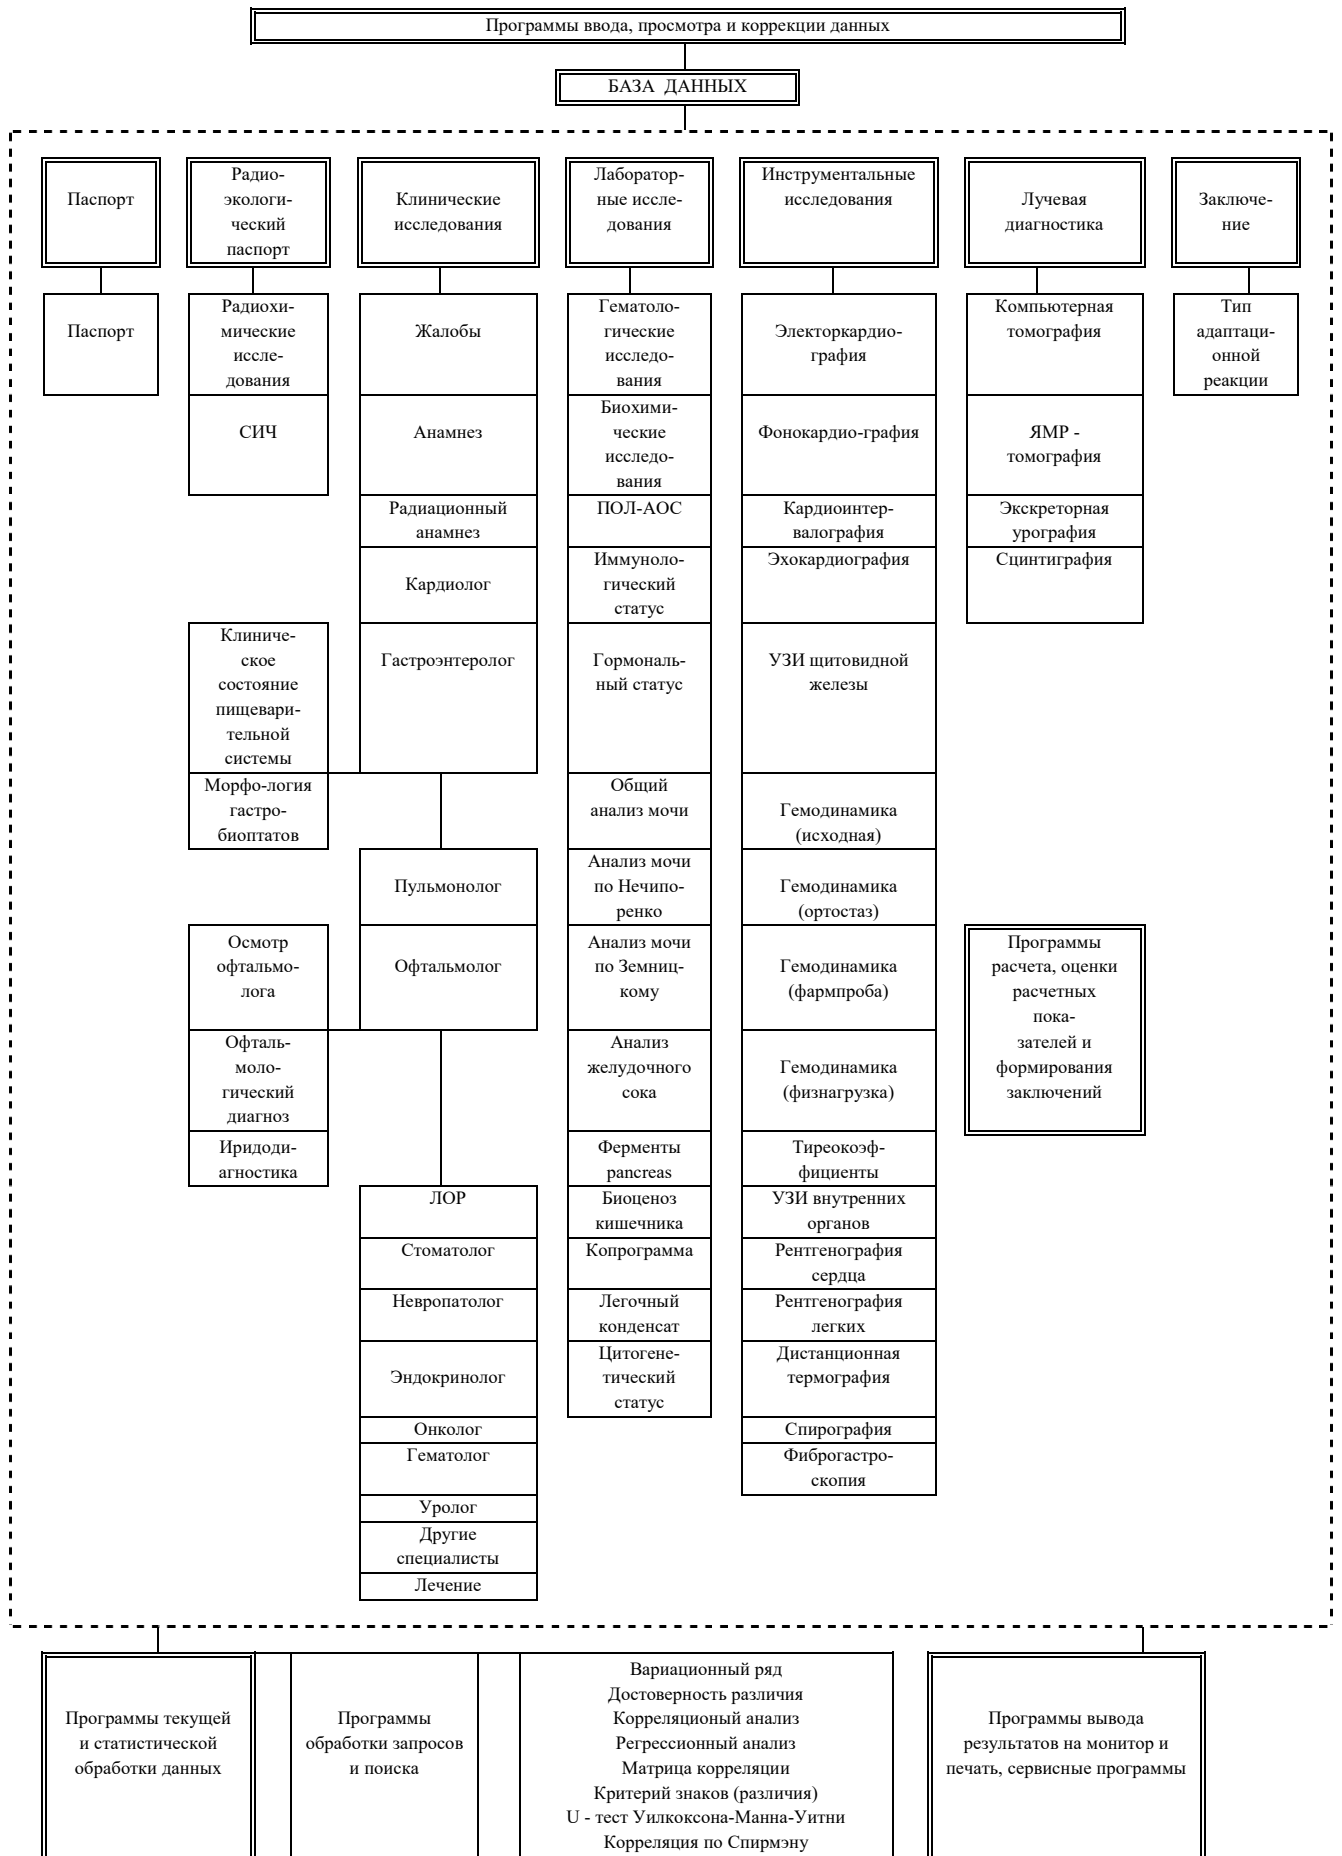 Программы ввода, просмотра и коррекции данных
БАЗА ДАННЫХ
Паспорт
Радио-
экологи-
ческий
паспорт
Клинические
исследования
Лаборатор-
ные иссле-
дования
Инструментальные
исследования
Лучевая
диагностика
Заключе-
ние
Паспорт
Радиохи-
мические
иссле-
дования
СИЧ
Клиниче-
ское
состояние
пищевари-
тельной
системы
Морфо-логия
гастро-
биоптатов
Осмотр
офтальмо-
лога
Офталь-
моло-
гический
диагноз
Иридоди-
агностика
Жалобы
Анамнез
Радиационный
анамнез
Кардиолог
Гастроэнтеролог
Пульмонолог
Офтальмолог
ЛОР
Стоматолог
Невропатолог
Эндокринолог
Онколог
Гематолог
Уролог
Другие
специалисты
Лечение
Гематоло-
гические
исследо-
вания
Биохими-
ческие
исследо-
вания
ПОЛ-АОС
Иммуноло-
гический
статус
Гормональ-
ный статус
Общий
анализ мочи
Анализ мочи
по Нечипо-
ренко
Анализ мочи
по Земниц-
кому
Анализ
желудочного
сока
Ферменты
pancreas
Биоценоз
кишечника
Копрограмма
Легочный
конденсат
Цитогене-
тический
статус
Электоркардио-
графия
Фонокардио-графия
Кардиоинтер-
валография
Эхокардиография
УЗИ щитовидной
железы
Гемодинамика
(исходная)
Гемодинамика
(ортостаз)
Гемодинамика
(фармпроба)
Гемодинамика
(физнагрузка)
Тиреокоэф-
фициенты
УЗИ внутренних
органов
Рентгенография
сердца
Рентгенография
легких
Дистанционная
термография
Спирография
Фиброгастро-
скопия
Компьютерная
томография
ЯМР -
томография
Экскреторная
урография
Сцинтиграфия
Программы
расчета, оценки
расчетных
пока-
зателей и
формирования
заключений
Тип
адаптаци-
онной
реакции
Программы текущей
и статистической
обработки данных
Программы
обработки запросов
и поиска
Вариационный ряд
Достоверность различия
Корреляционый анализ
Регрессионный анализ
Матрица корреляции
Критерий знаков (различия)
U - тест Уилкоксона-Манна-Уитни
Корреляция по Спирмэну
Программы вывода
результатов на монитор и
печать, сервисные программы